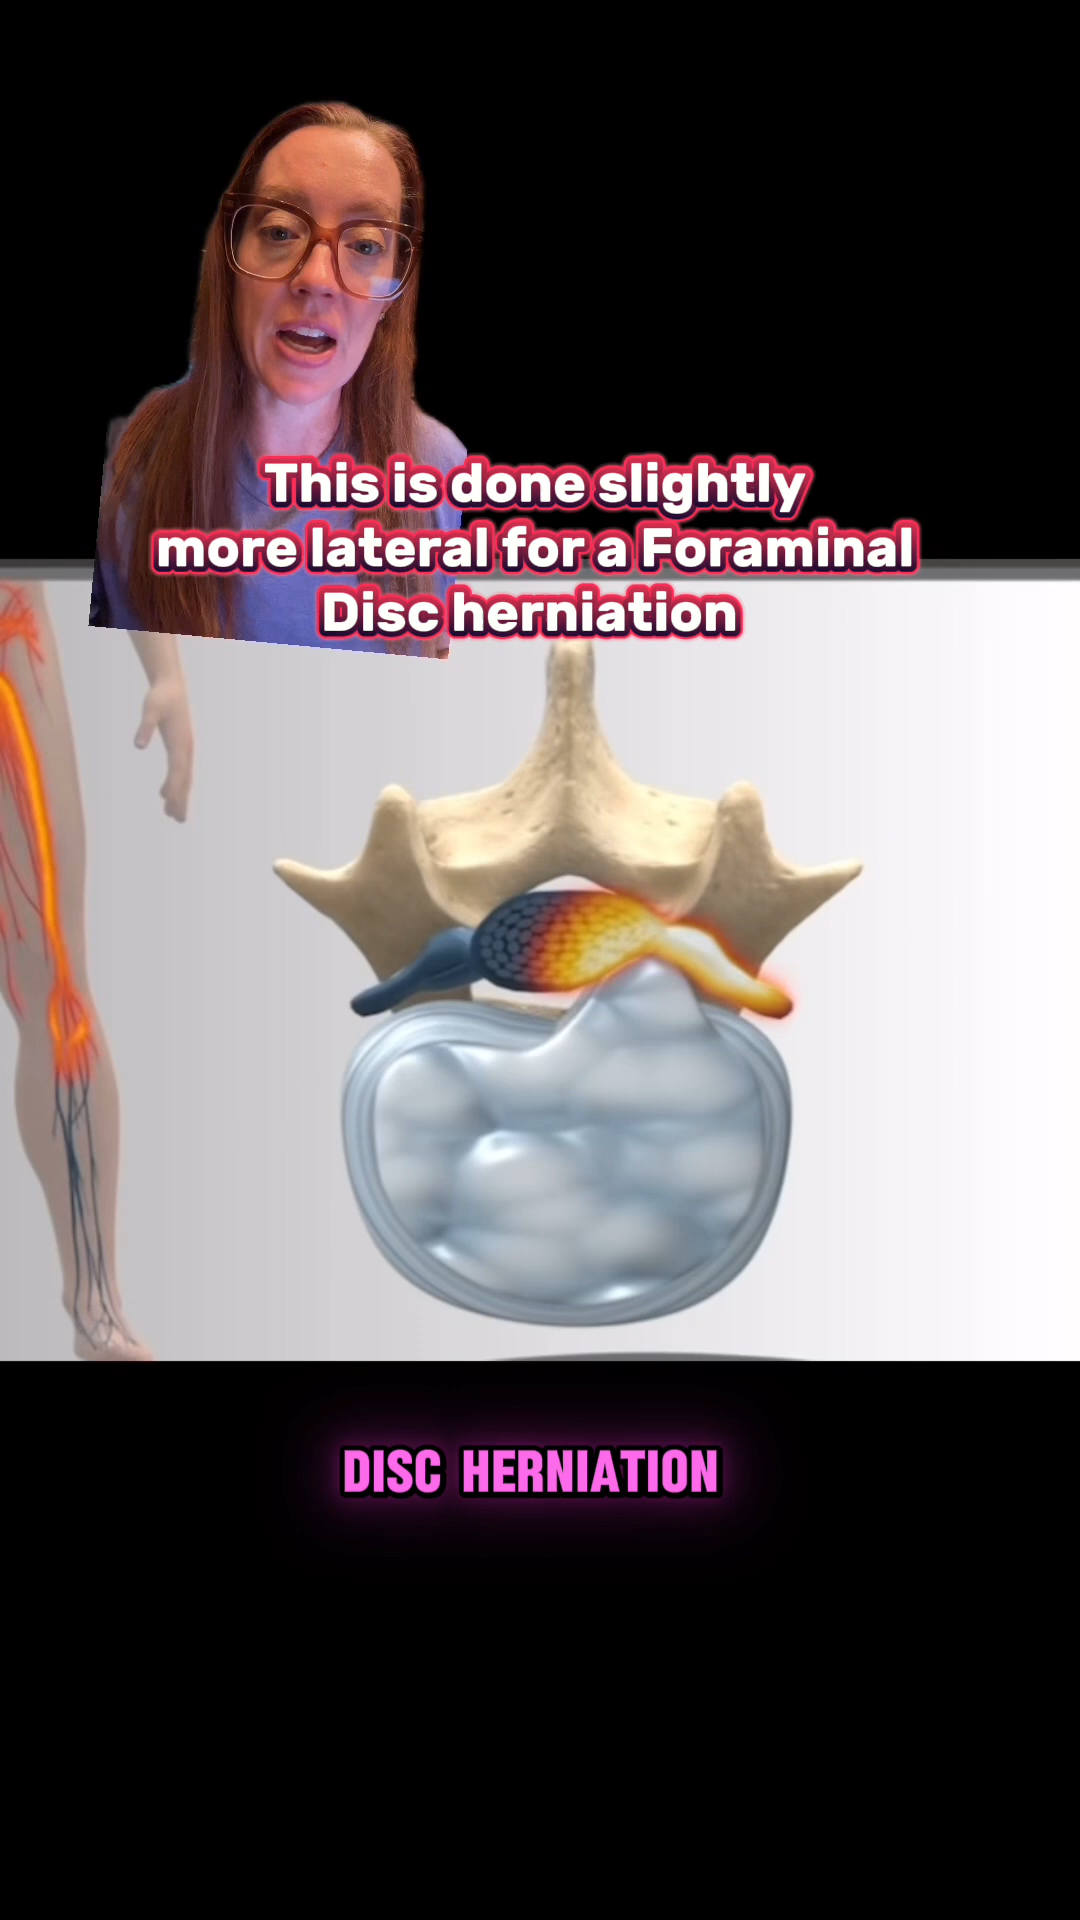 This is done slightly
more lateral for a Foraminal
Disc herniation
DISC HERNIATION